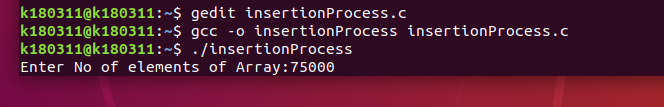 k180311@k180311:~$ gedit insertionProcess.c
k180311@k180311:~$ gcc -o insertionProcess insertionProcess.c
k180311@k180311:~$ ./insertionProcess
Enter No of elements of Array:75000